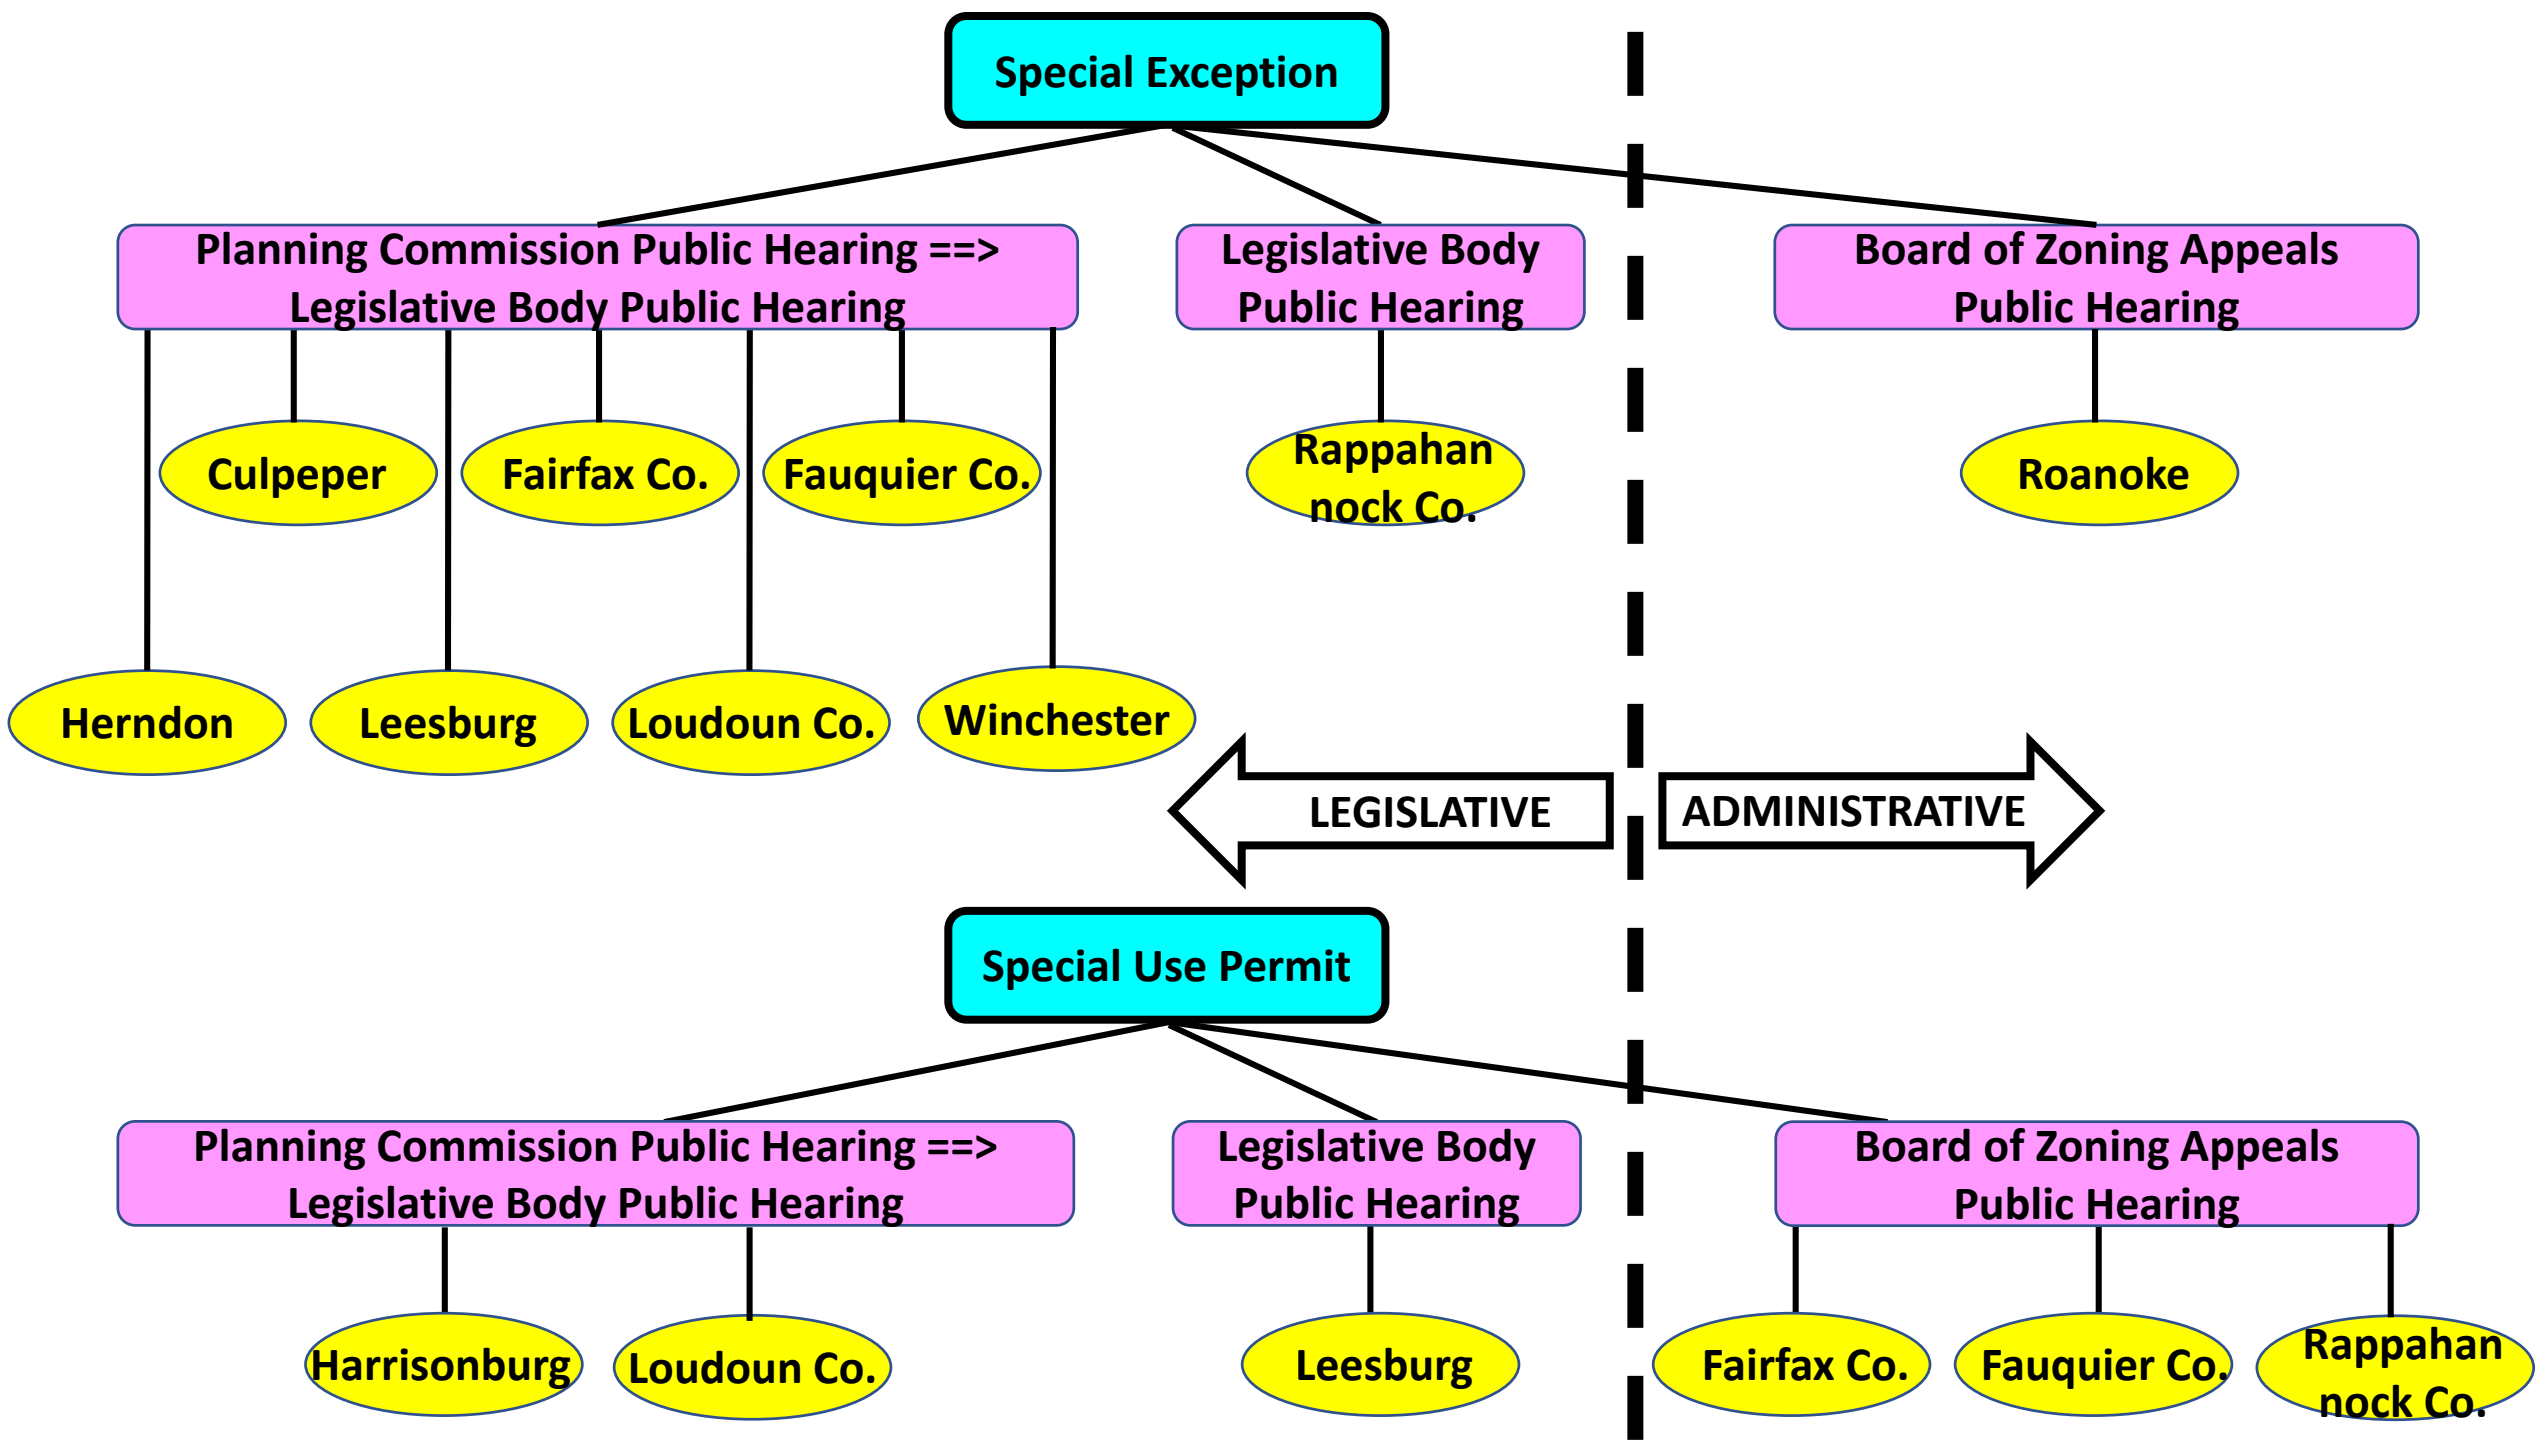 Special Exception
Planning Commission Public Hearing ==>
Legislative Body Public Hearing
Legislative Body
Public Hearing
Board of Zoning Appeals
Public Hearing
Culpeper
Fairfax Co.
Fauquier Co.
Rappahan
nock Co.
Roanoke
Herndon
Leesburg
Loudoun Co.
Winchester
LEGISLATIVE
ADMINISTRATIVE
Special Use Permit
Planning Commission Public Hearing ==>
Legislative Body Public Hearing
Legislative Body
Public Hearing
Board of Zoning Appeals
Public Hearing
Harrisonburg
Loudoun Co.
Leesburg
Fairfax Co.
Fauquier Co.
Rappahan
nock Co.